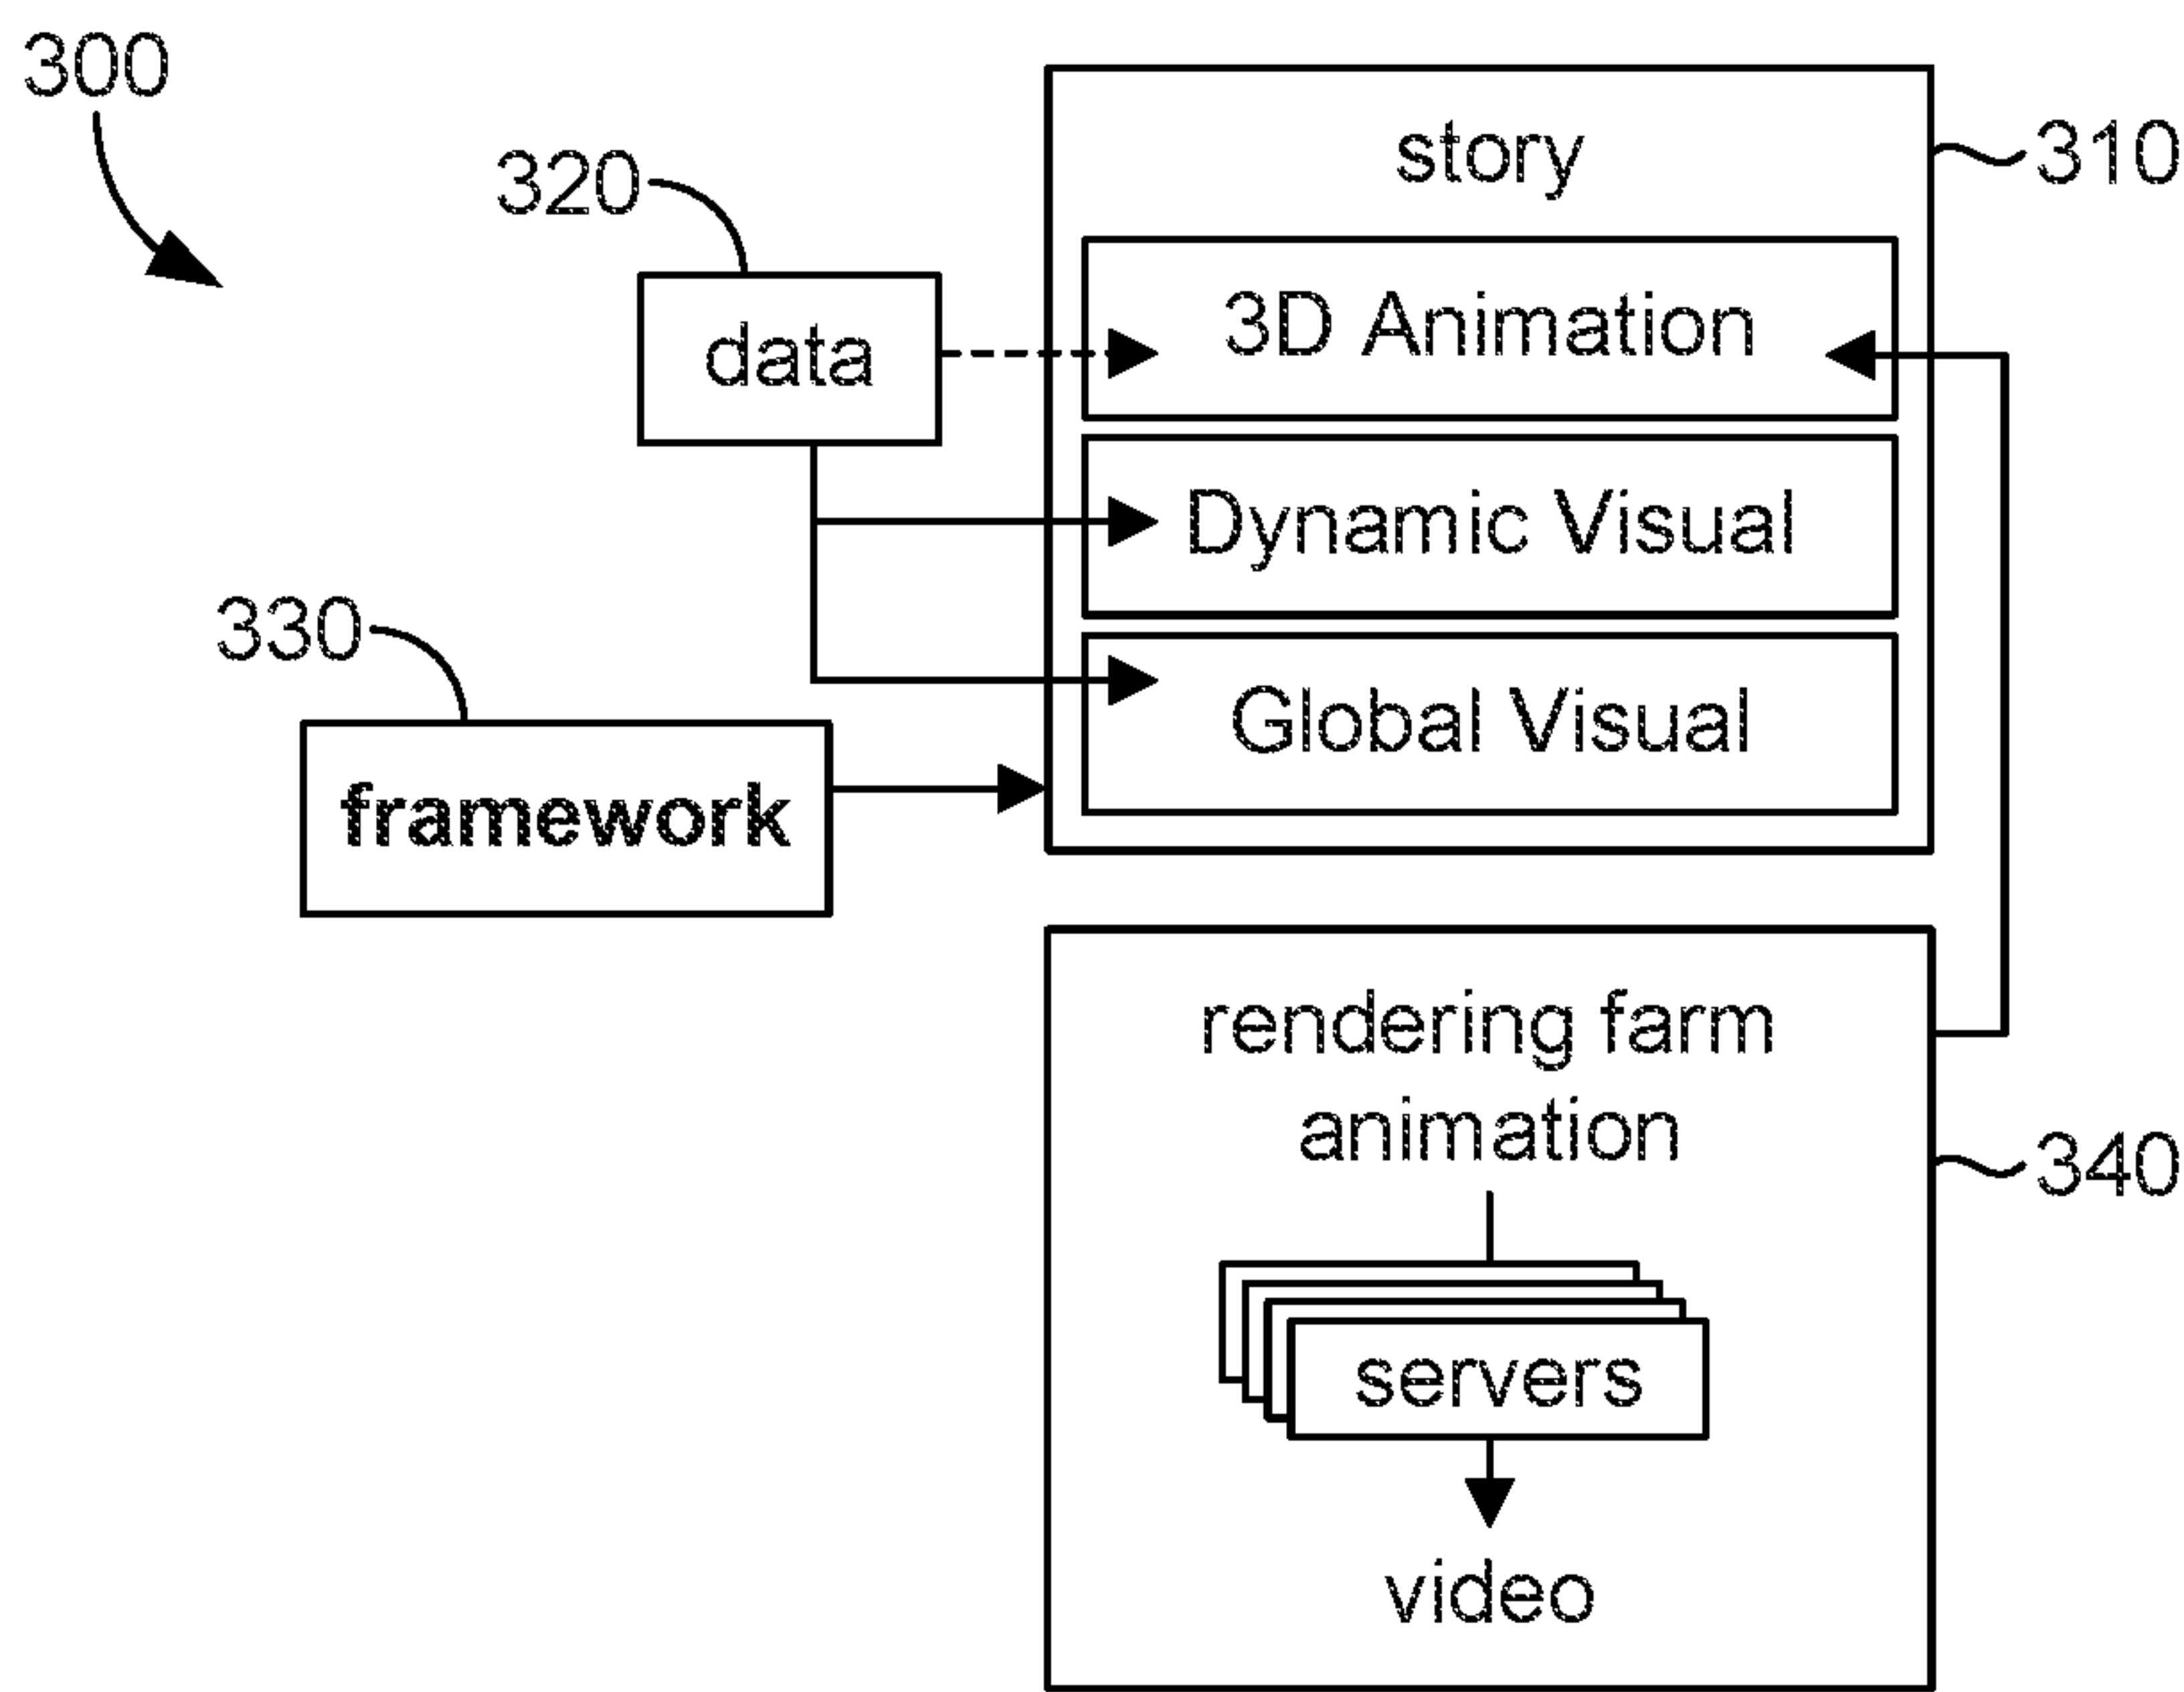 300
320
data
330
framework
story
310
3D Animation
Dynamic Visual
Global Visual
rendering farm
animation
340
servers
video